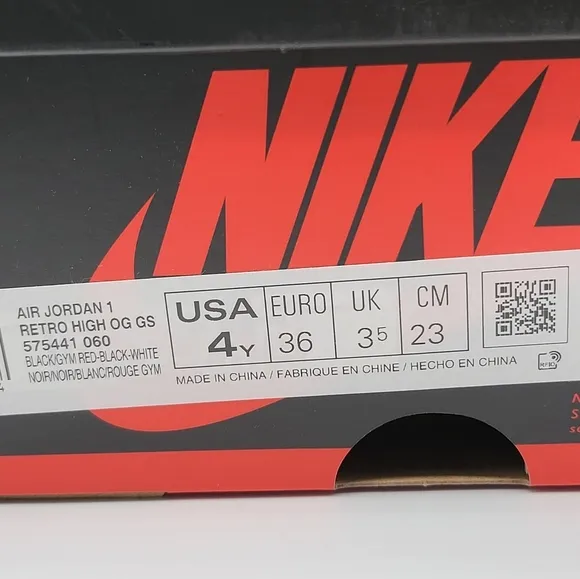 NIKE
AIR JORDAN 1
RETRO HIGH OG GS
575441 060
BLACK/GYM RED-BLACK-WHITE
NOIR/NOIR/BLANC/ROUGE GYM
USA EURO UK CM
4Y 36 35 23
MADE IN CHINA / FABRIQUE EN CHINE / HECHO EN CHINA
RFID